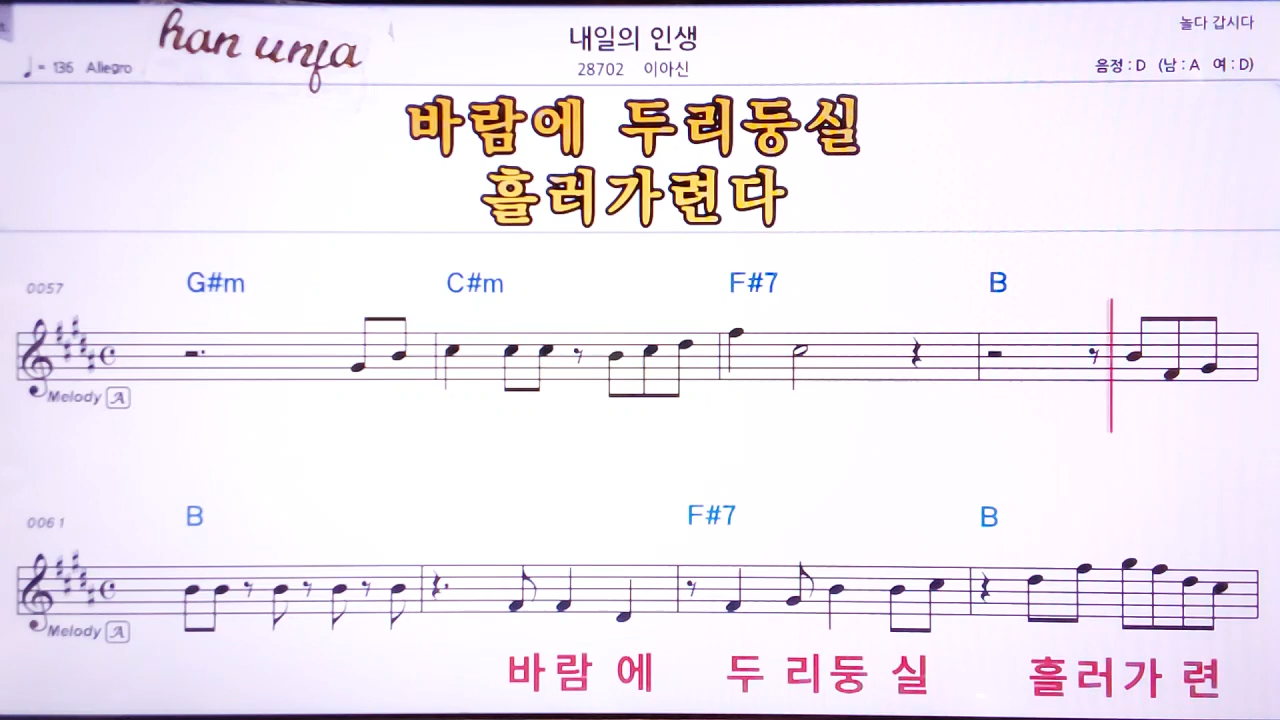 han unja
내일의 인생
놀다 갑시다
♩= 136 Allegro
28702 이아신
음정 : D (남 : A 여 : D)
바람에 두리둥실
흘러가련다
0057 G#m C#m F#7 B
Melody A
0061 B F#7 B
Melody A
바람 에 두 리둥 실 흘러가 련